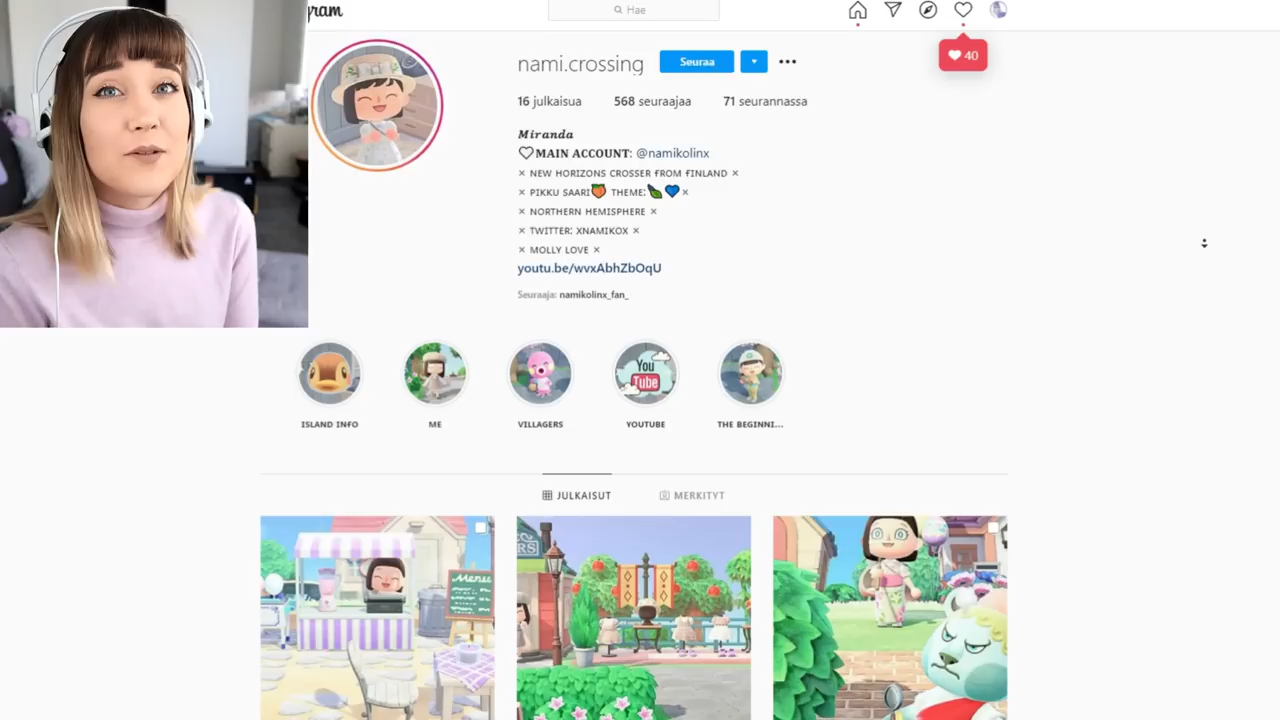 gram
Hae
40
nami.crossing
Seuraa
16 julkaisua 568 seuraajaa 71 seurannassa
Miranda
♡MAIN ACCOUNT: @namikolinx
× NEW HORIZONS CROSSER FROM FINLAND ×
× PIKKU SAARI🍑 THEME:🍃💙×
× NORTHERN HEMISPHERE ×
× TWITTER: XNAMIKOX ×
× MOLLY LOVE ×
youtu.be/wvxAbhZbOqU
Seuraaja: namikolinx_fan_
You
Tube
ISLAND INFO
ME
VILLAGERS
YOUTUBE
THE BEGINNI...
JULKAISUT
MERKITYT
Menu